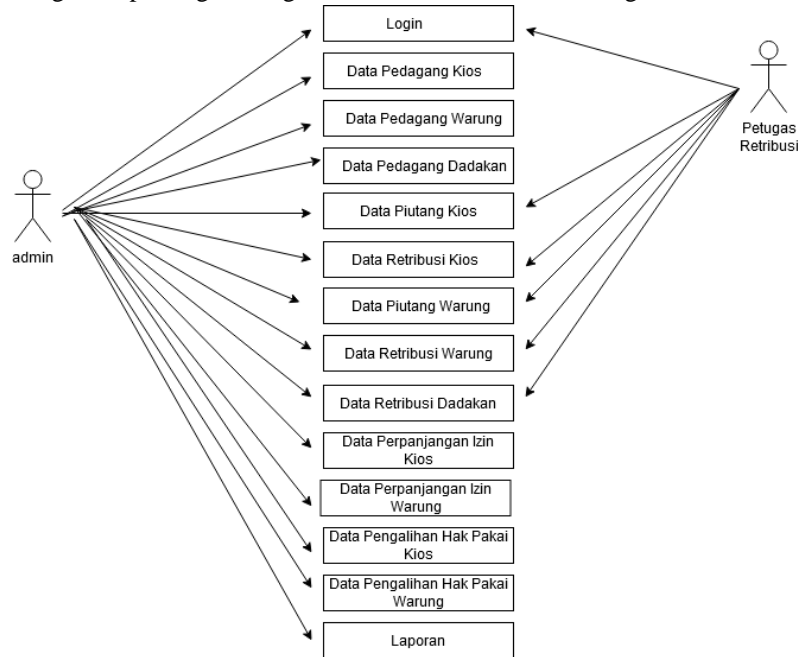 Login
Data Pedagang Kios
Data Pedagang Warung
Data Pedagang Dadakan
Data Piutang Kios
Data Retribusi Kios
Data Piutang Warung
Data Retribusi Warung
Data Retribusi Dadakan
Data Perpanjangan Izin
Kios
Data Perpanjangan Izin
Warung
Data Pengalihan Hak Pakai
Kios
Data Pengalihan Hak Pakai
Warung
Laporan
admin
Petugas
Retribusi